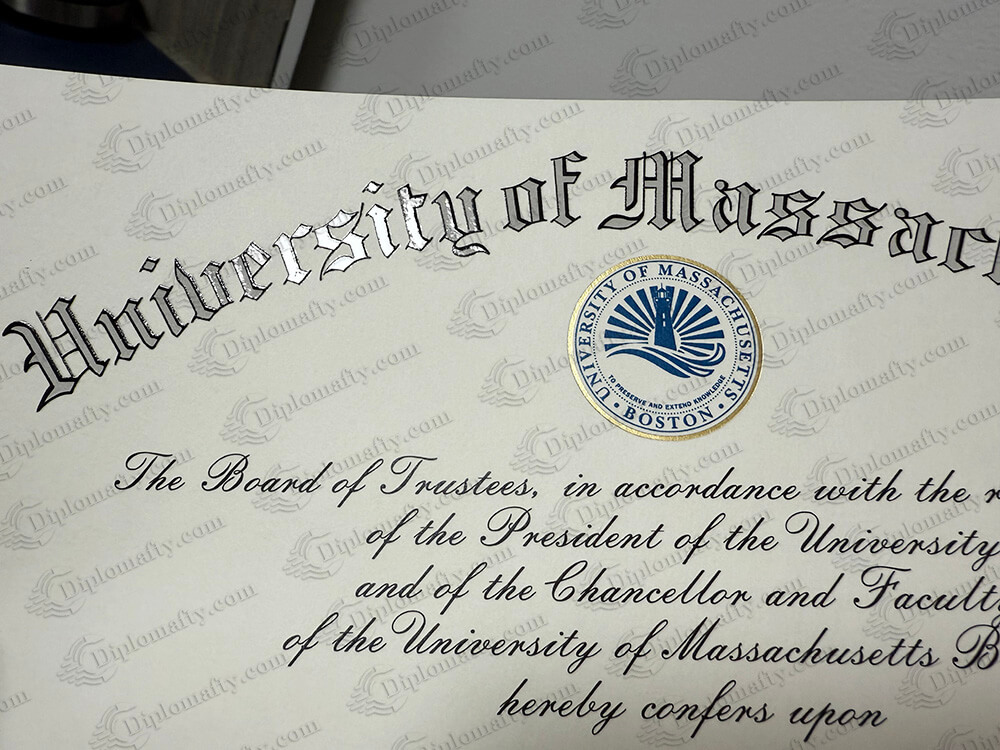 University of Massac
UNIVERSITY OF MASSACHUSETTS
TO PRESERVE AND EXTEND KNOWLEDGE
• BOSTON •
The Board of Trustees, in accordance with the r
of the President of the University
and of the Chancellor and Facult
of the University of Massachusetts B
hereby confers upon
Diplomafty.com